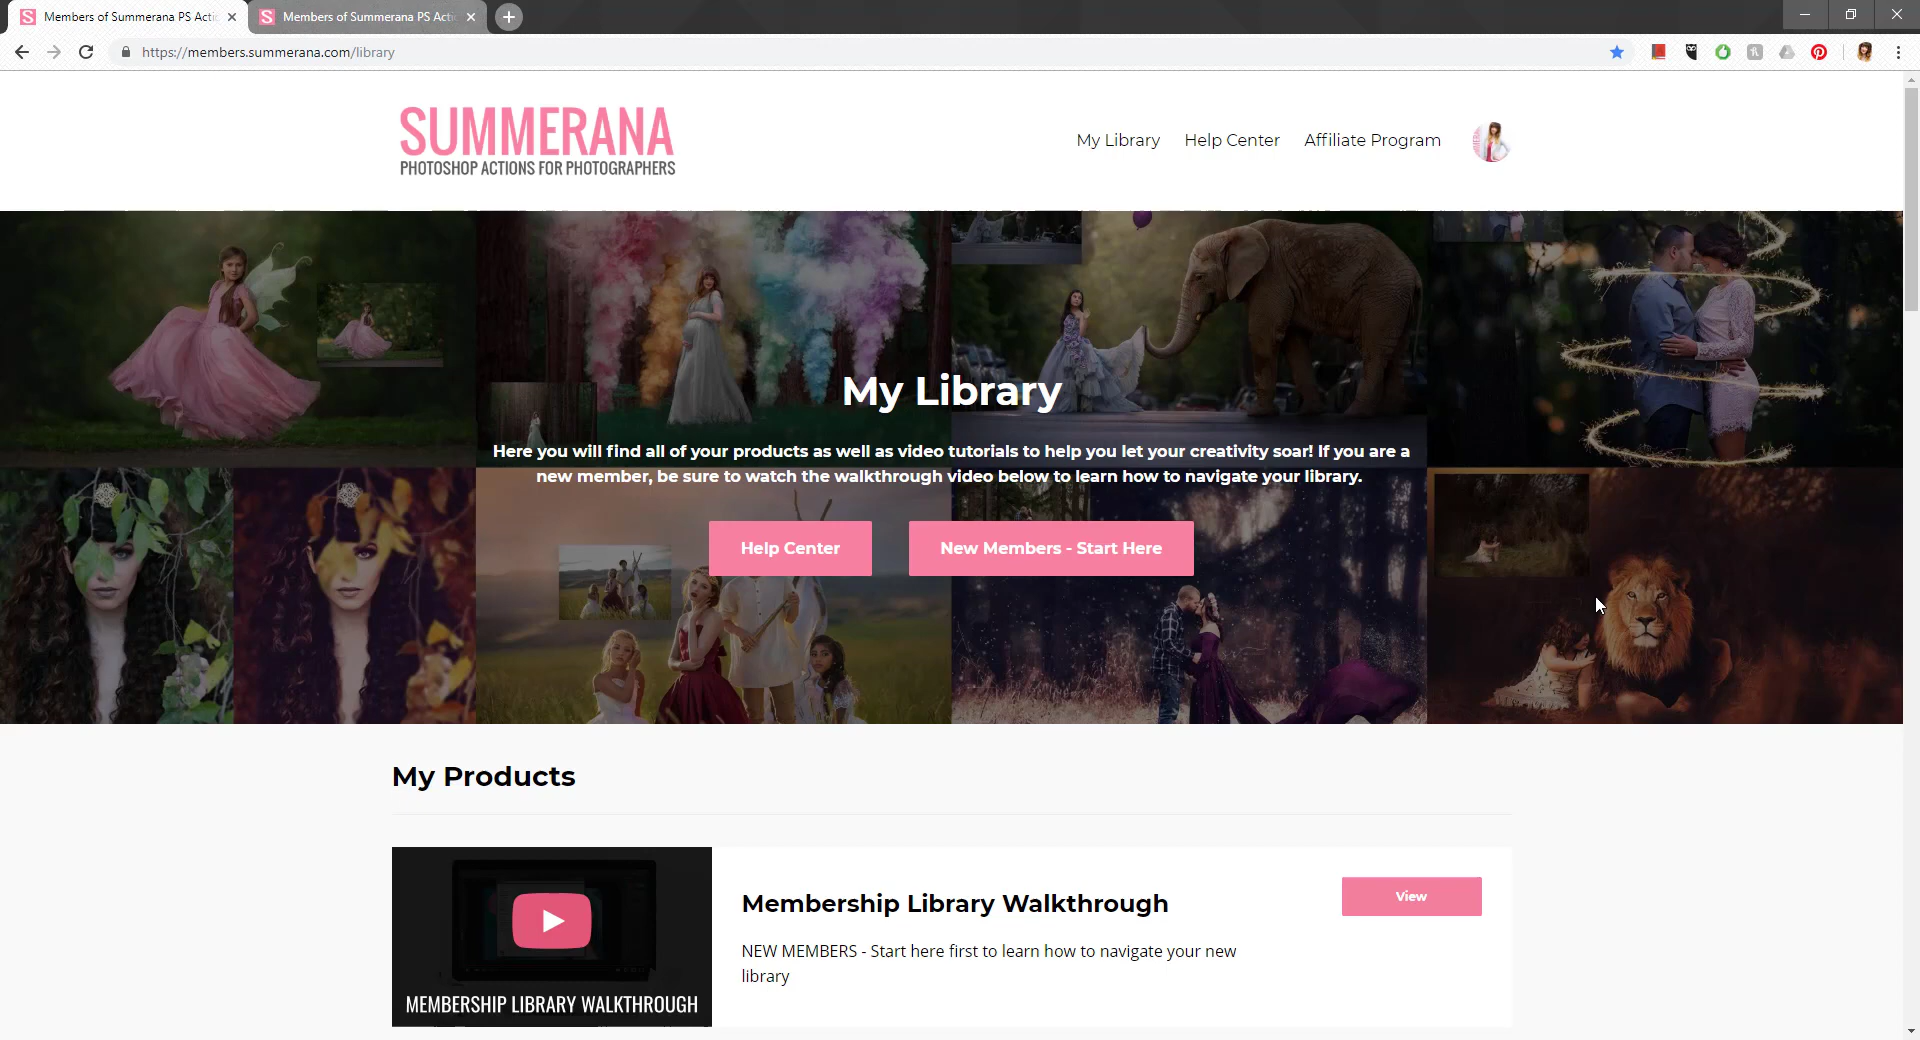 Members of Summerana PS Actio
Members of Summerana PS Actio
https://members.summerana.com/library
SUMMERANA
PHOTOSHOP ACTIONS FOR PHOTOGRAPHERS
My Library
Help Center
Affiliate Program
My Library
Here you will find all of your products as well as video tutorials to help you let your creativity soar! If you are a
new member, be sure to watch the walkthrough video below to learn how to navigate your library.
Help Center
New Members - Start Here
My Products
MEMBERSHIP LIBRARY WALKTHROUGH
Membership Library Walkthrough
View
NEW MEMBERS - Start here first to learn how to navigate your new
library